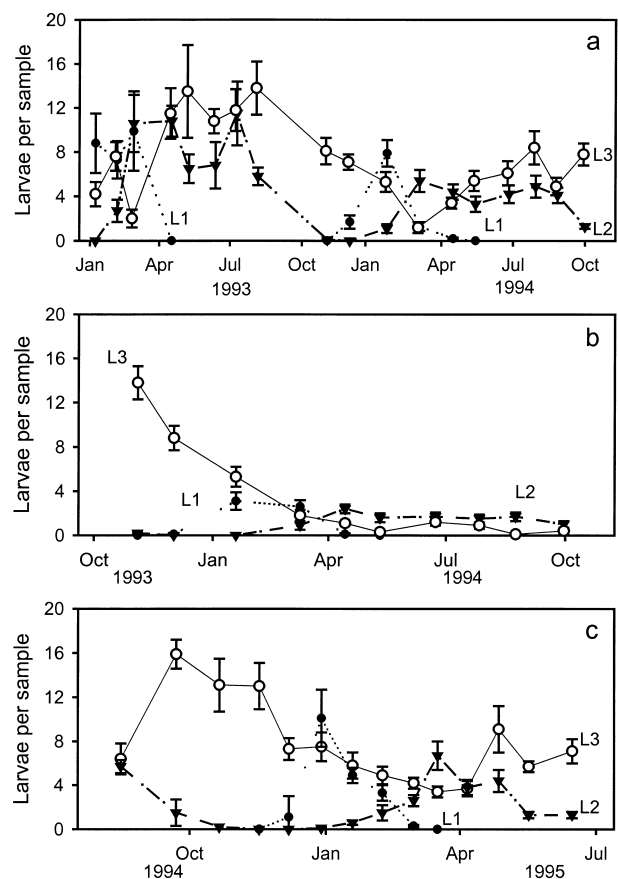 20
16
12
8
4
0
Larvae per sample
a
L3
L1
L1
L2
Jan Apr Jul Oct Jan Apr Jul Oct
1993 1994
20
16
12
8
4
0
Larvae per sample
b
L3
L1
L2
Oct Jan Apr Jul Oct
1993 1994
20
16
12
8
4
0
Larvae per sample
c
L3
L2
L1
Oct Jan Apr Jul
1994 1995